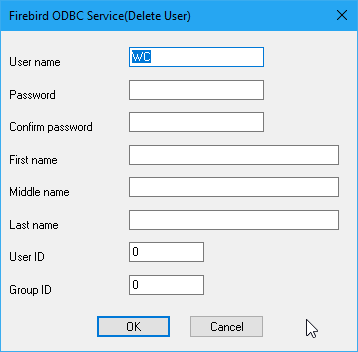 Firebird ODBC Service(Delete User)
User name WC
Password
Confirm password
First name
Middle name
Last name
User ID 0
Group ID 0
OK Cancel